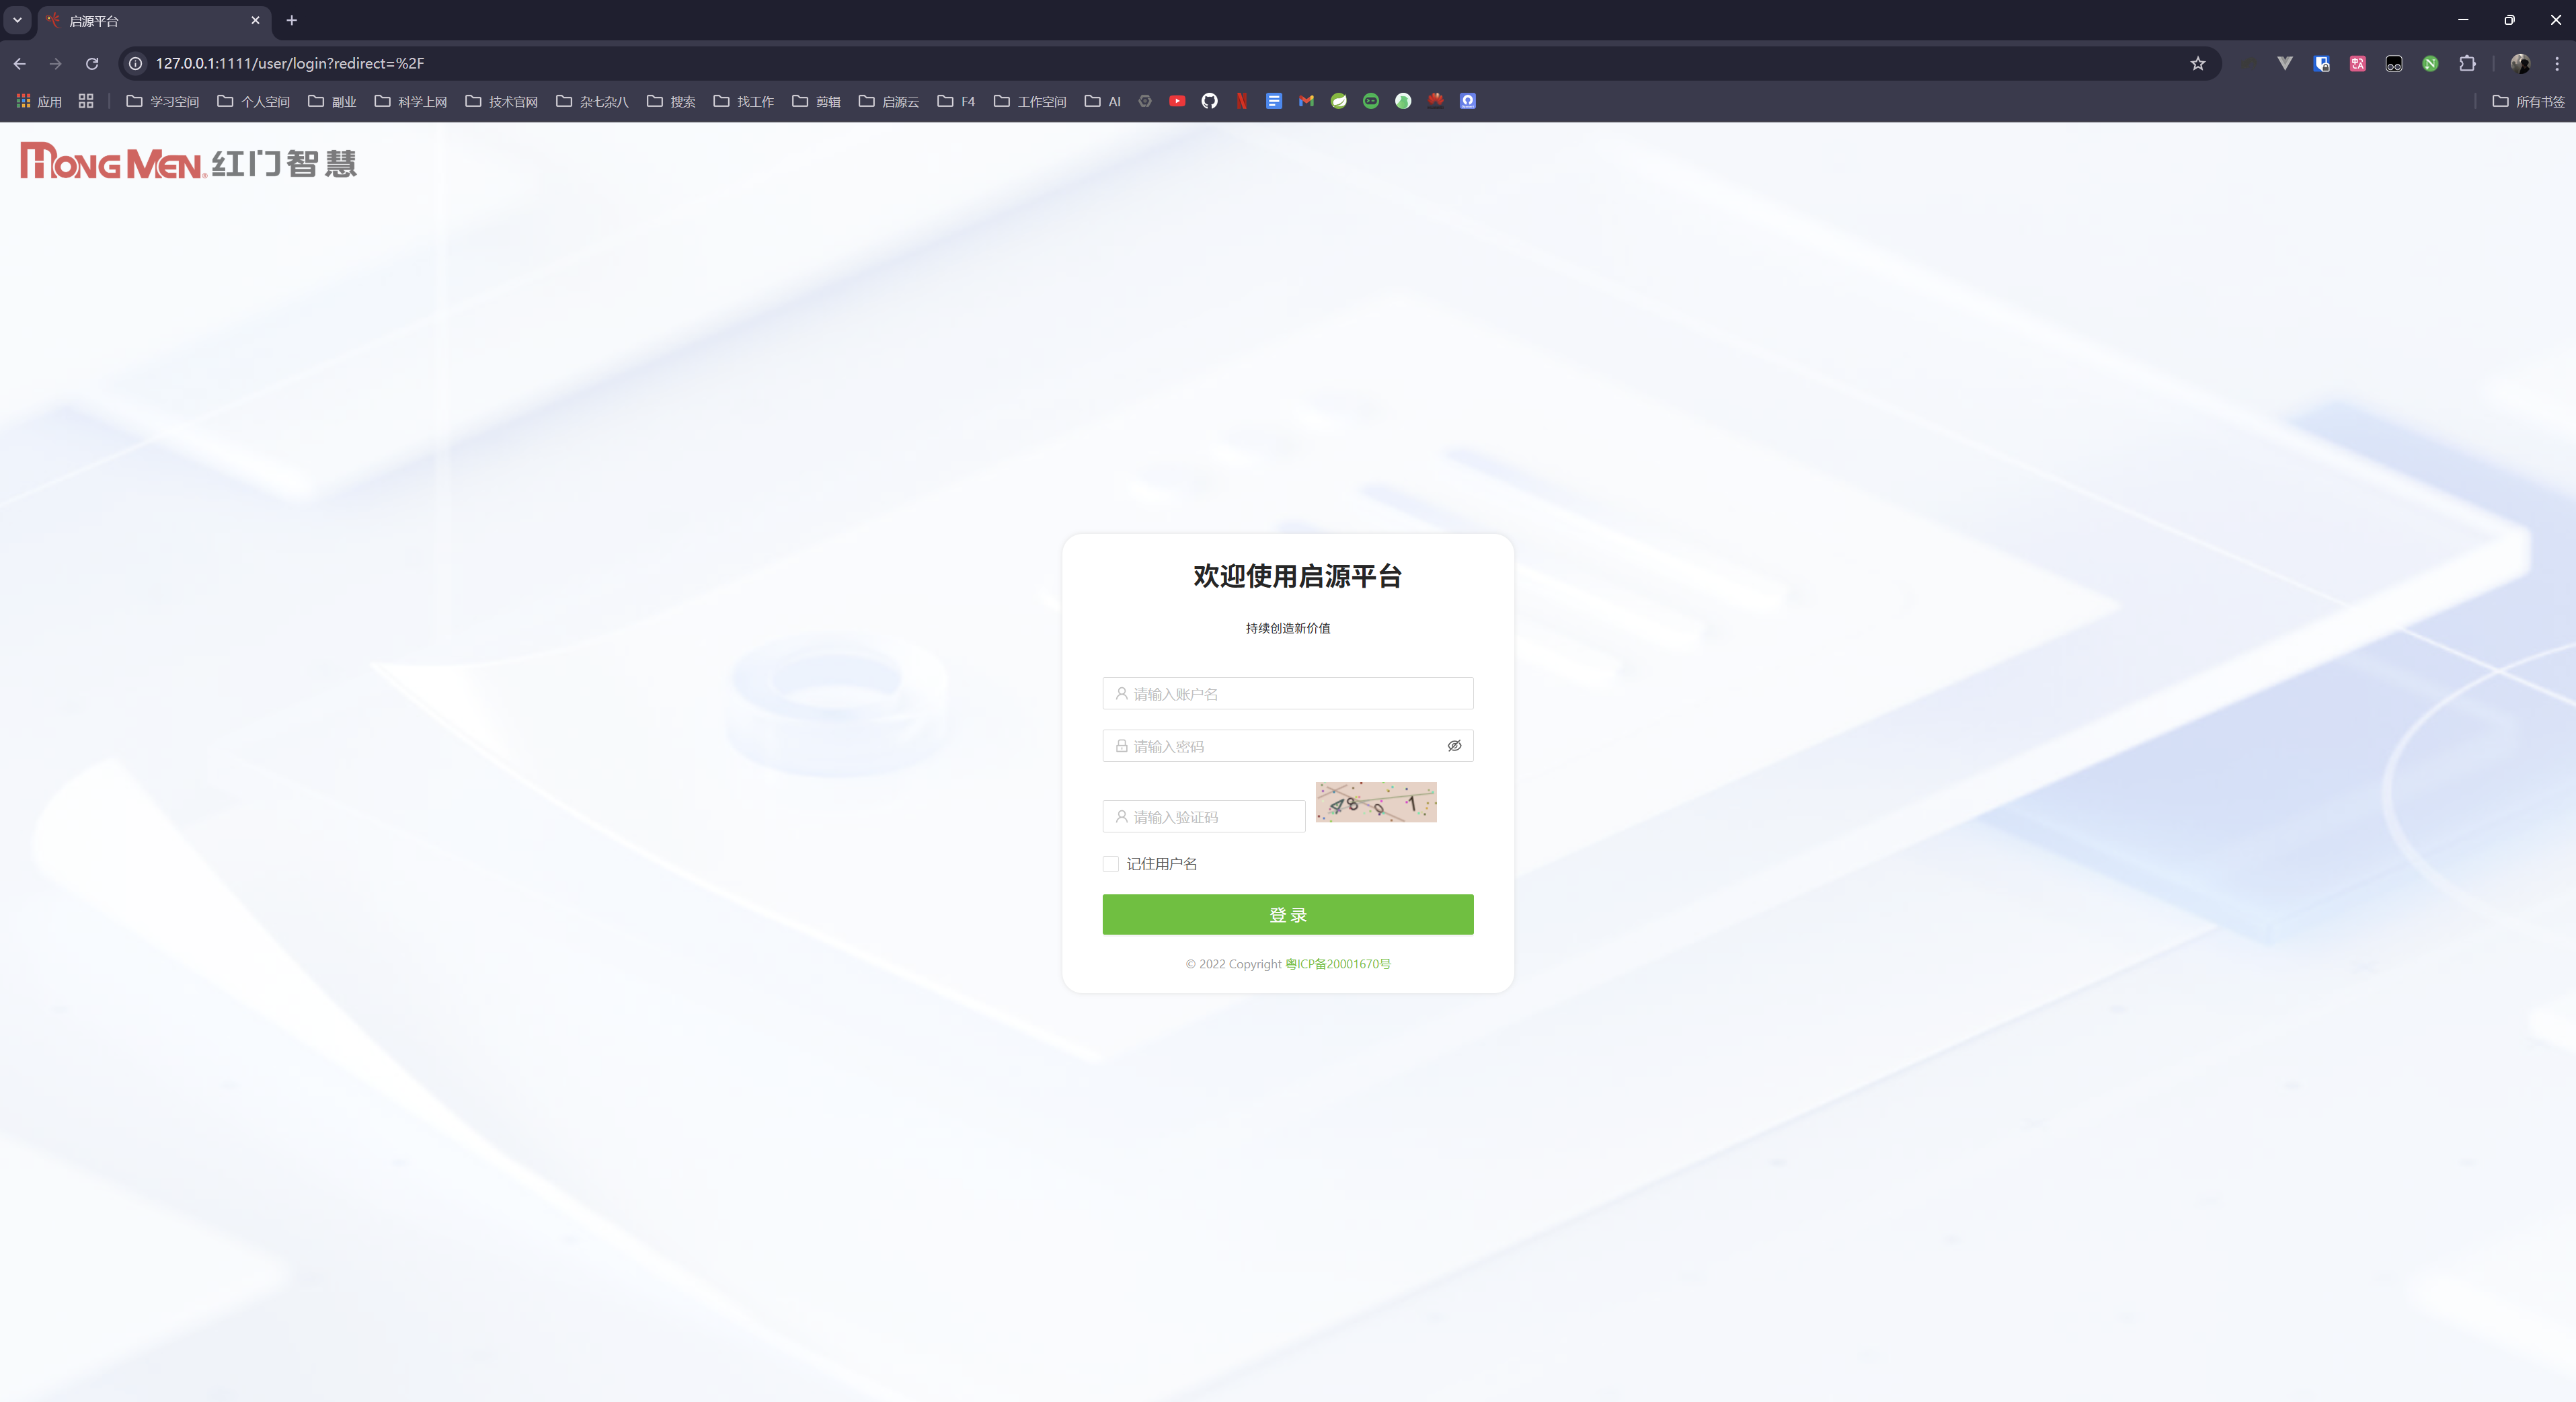 启源平台
127.0.0.1:1111/user/login?redirect=%2F
应用 学习空间 个人空间 副业 科学上网 技术官网 杂七杂八 搜索 找工作 剪辑 启源云 F4 工作空间 AI 所有书签
HONG MEN® 红门智慧
欢迎使用启源平台
持续创造新价值
请输入账户名
请输入密码
请输入验证码
记住用户名
登 录
© 2022 Copyright 粤ICP备20001670号